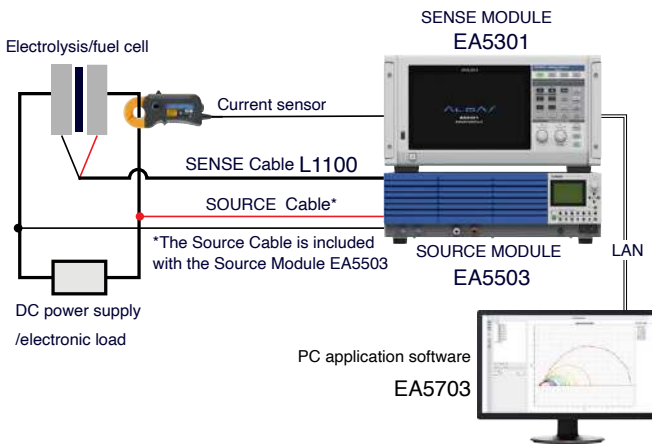 SENSE MODULE
EA5301
Electrolysis/fuel cell
Current sensor
ALDAS
SENSE Cable L1100
SOURCE Cable*
*The Source Cable is included
with the Source Module EA5503
SOURCE MODULE
EA5503
LAN
DC power supply
/electronic load
PC application software
EA5703